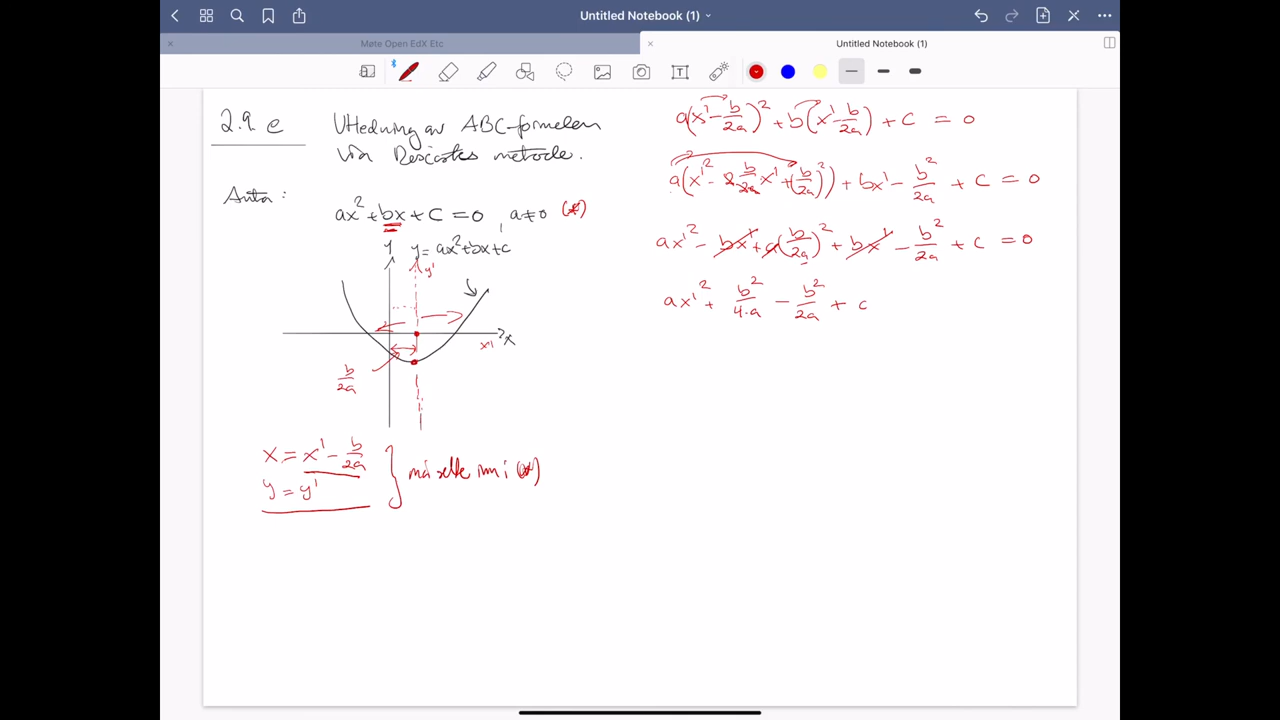 Untitled Notebook (1)
Møte Open EdX Etc
Untitled Notebook (1)
2.9. e Utledning av ABC-formelen
via Descartes metode.
Anta:
ax² + bx + c = 0, a ≠ 0 (*)
y y = ax² + bx + c
y'
x' x
b/2a
x = x' - b/2a
y = y'
må sette inn i (*)
a(x' - b/2a)² + b(x' - b/2a) + c = 0
a(x'² - 2 b/2a x' + (b/2a)²) + bx' - b²/2a + c = 0
ax'² - bx' + a(b/2a)² + bx' - b²/2a + c = 0
ax'² + b²/4·a - b²/2a + c